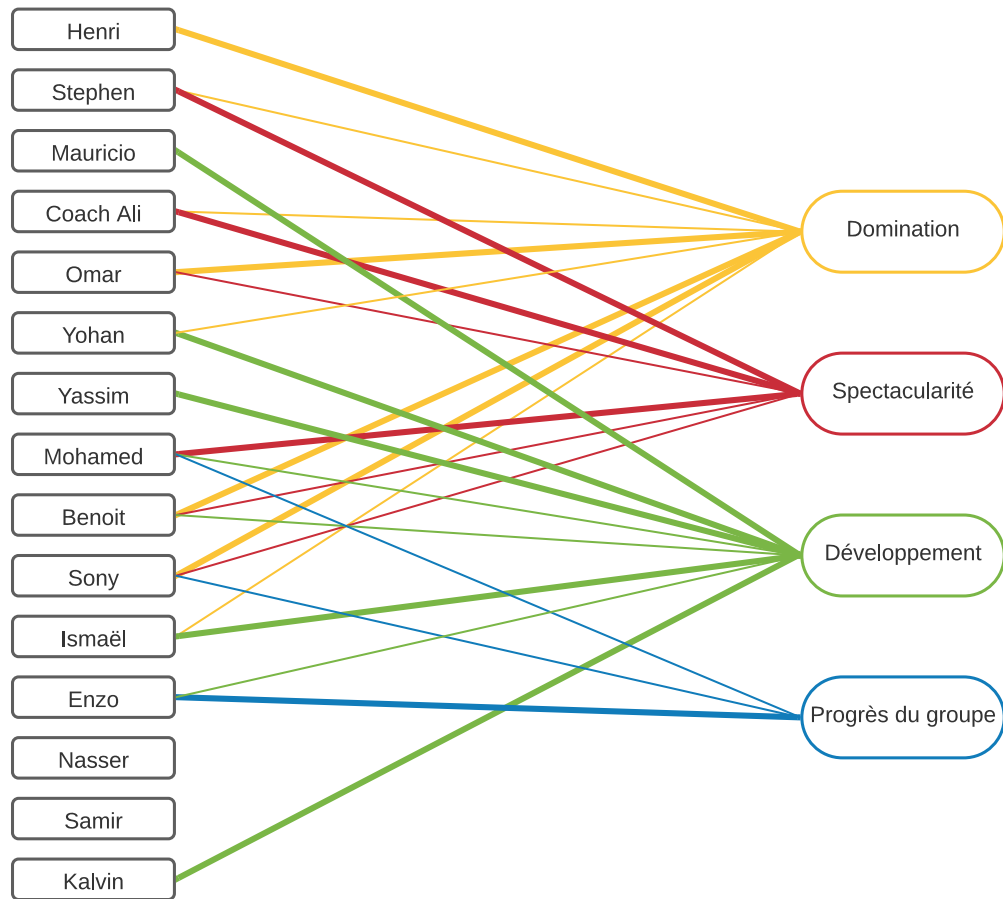 Henri
Stephen
Mauricio
Coach Ali
Omar
Yohan
Yassim
Mohamed
Benoit
Sony
Ismaël
Enzo
Nasser
Samir
Kalvin
Domination
Spectacularité
Développement
Progrès du groupe